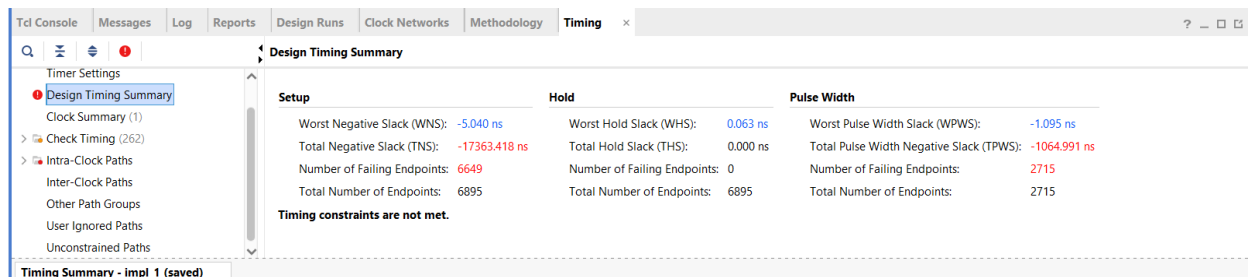 Tcl Console Messages Log Reports Design Runs Clock Networks Methodology Timing × ?
Design Timing Summary
Timer Settings
Design Timing Summary
Clock Summary (1)
Check Timing (262)
Intra-Clock Paths
Inter-Clock Paths
Other Path Groups
User Ignored Paths
Unconstrained Paths
Setup Hold Pulse Width
Worst Negative Slack (WNS): -5.040 ns Worst Hold Slack (WHS): 0.063 ns Worst Pulse Width Slack (WPWS): -1.095 ns
Total Negative Slack (TNS): -17363.418 ns Total Hold Slack (THS): 0.000 ns Total Pulse Width Negative Slack (TPWS): -1064.991 ns
Number of Failing Endpoints: 6649 Number of Failing Endpoints: 0 Number of Failing Endpoints: 2715
Total Number of Endpoints: 6895 Total Number of Endpoints: 6895 Total Number of Endpoints: 2715
Timing constraints are not met.
Timing Summary - impl_1 (saved)